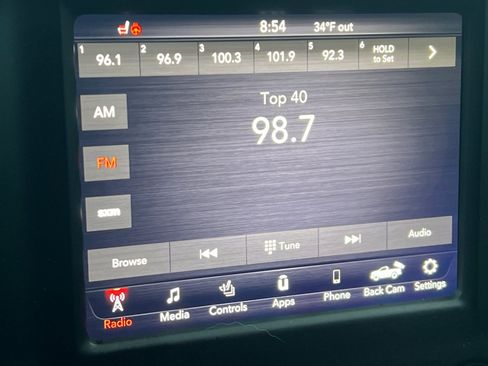 8:54 34°F out
1 96.1 2 96.9 3 100.3 4 101.9 5 92.3 6 HOLD to Set
Top 40
98.7
AM
FM
sxm
Browse Tune Audio
Radio Media Controls Apps Phone Back Cam Settings